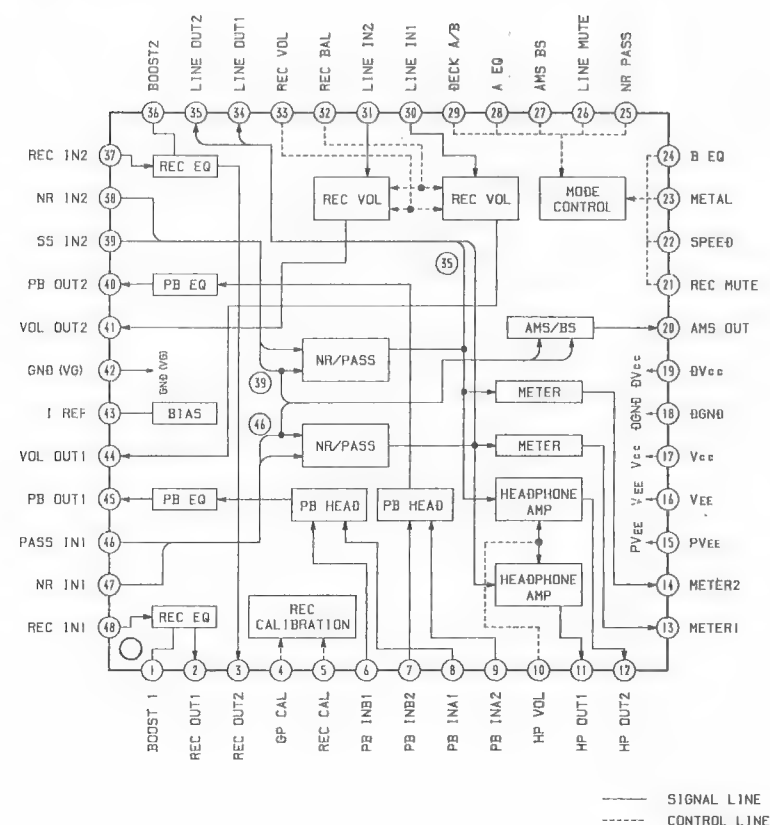 BOOST2
LINE OUT2
LINE OUT1
REC VOL
REC BAL
LINE IN2
LINE IN1
DECK A/B
A EQ
AMS BS
LINE MUTE
NR PASS
36 35 34 33 32 31 30 29 28 27 26 25
REC IN2 37
REC EQ
24 B EQ
NR IN2 38
REC VOL
REC VOL
MODE CONTROL
23 METAL
SS IN2 39
22 SPEED
35
PB OUT2 40
PB EQ
21 REC MUTE
VOL OUT2 41
AMS/BS
20 AMS OUT
NR/PASS
GND (VG) 42
GND (VG)
DVcc
19 DVcc
39
I REF 43
BIAS
METER
DGND
18 DGND
46
VOL OUT1 44
NR/PASS
METER
Vcc
17 Vcc
PB OUT1 45
PB EQ
PB HEAD
PB HEAD
HEADPHONE AMP
VEE
16 VEE
PASS IN1 46
PVEE
15 PVEE
NR IN1 47
HEADPHONE AMP
14 METER2
REC IN1 48
REC EQ
REC CALIBRATION
13 METER1
1 2 3 4 5 6 7 8 9 10 11 12
BOOST 1
REC OUT1
REC OUT2
GP CAL
REC CAL
PB INB1
PB INB2
PB INA1
PB INA2
HP VOL
HP OUT1
HP OUT2
SIGNAL LINE
CONTROL LINE